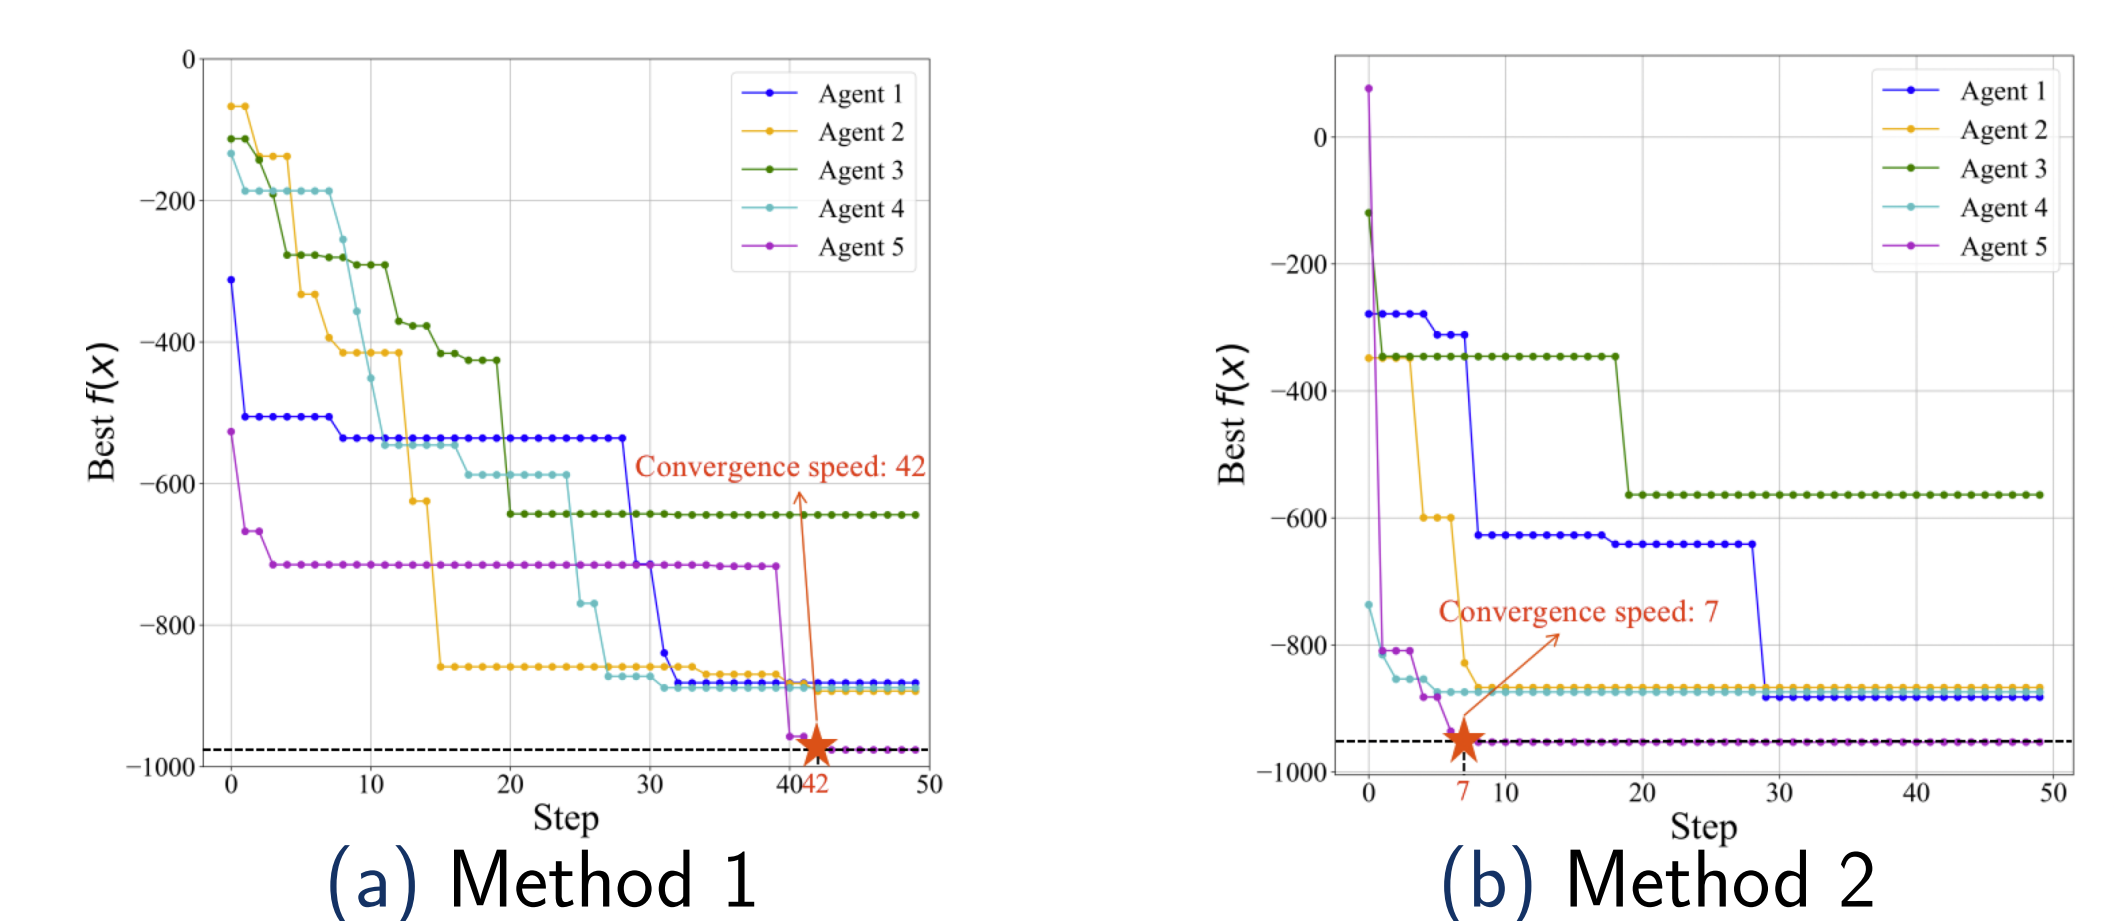 0
−200
−400
−600
−800
−1000
Best f(x)
Agent 1
Agent 2
Agent 3
Agent 4
Agent 5
Convergence speed: 42
0
10
20
30
40
42
50
Step
(a) Method 1
0
−200
−400
−600
−800
−1000
Best f(x)
Agent 1
Agent 2
Agent 3
Agent 4
Agent 5
Convergence speed: 7
0
7
10
20
30
40
50
Step
(b) Method 2